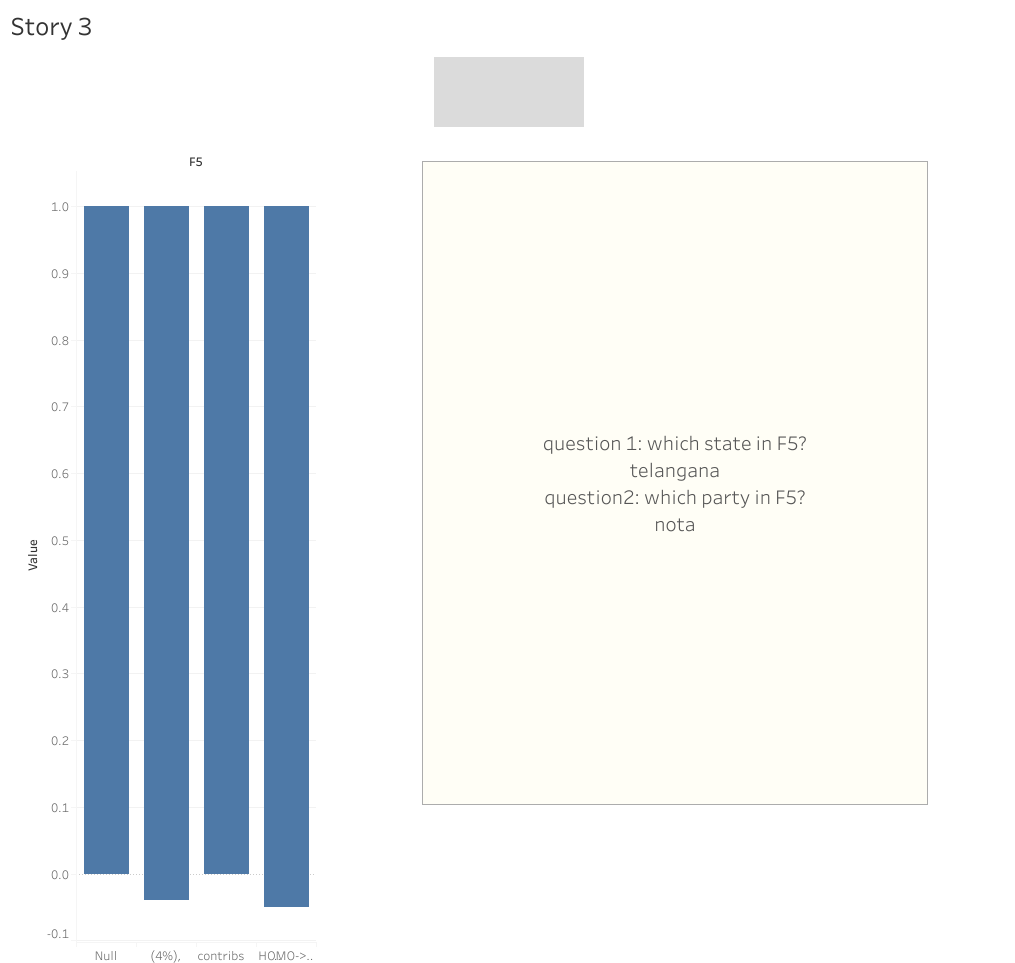 Story 3
F5
1.0
0.9
0.8
0.7
0.6
0.5
0.4
0.3
0.2
0.1
0.0
-0.1
Value
Null (4%), contribs HOMO->..
question 1: which state in F5?
telangana
question2: which party in F5?
nota